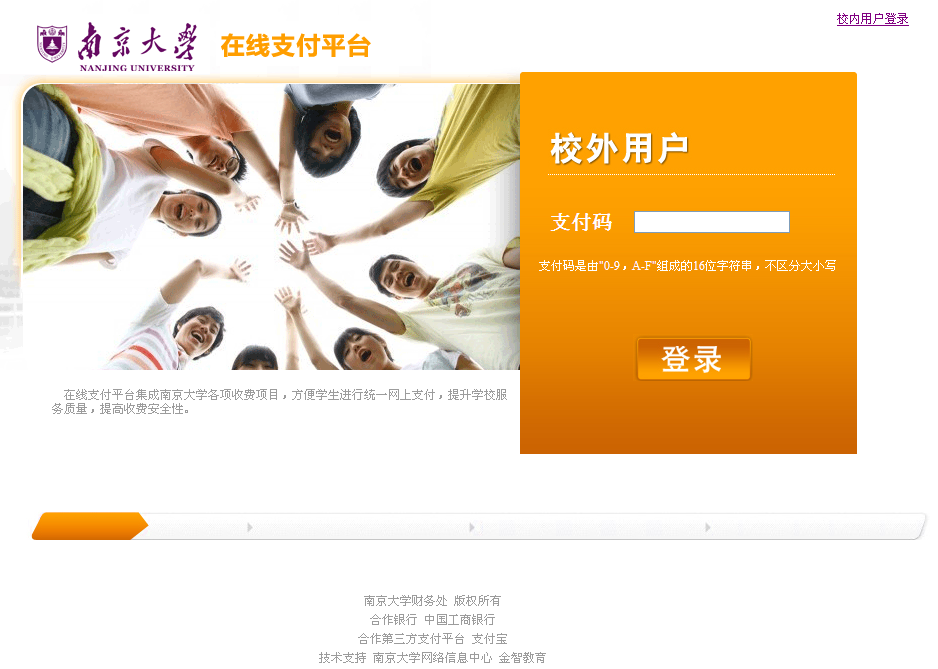 校内用户登录
南京大学
NANJING UNIVERSITY
在线支付平台
校外用户
支付码
支付码是由"0-9，A-F"组成的16位字符串，不区分大小写
登录
在线支付平台集成南京大学各项收费项目，方便学生进行统一网上支付，提升学校服
务质量，提高收费安全性。
南京大学财务处 版权所有
合作银行 中国工商银行
合作第三方支付平台 支付宝
技术支持 南京大学网络信息中心 金智教育